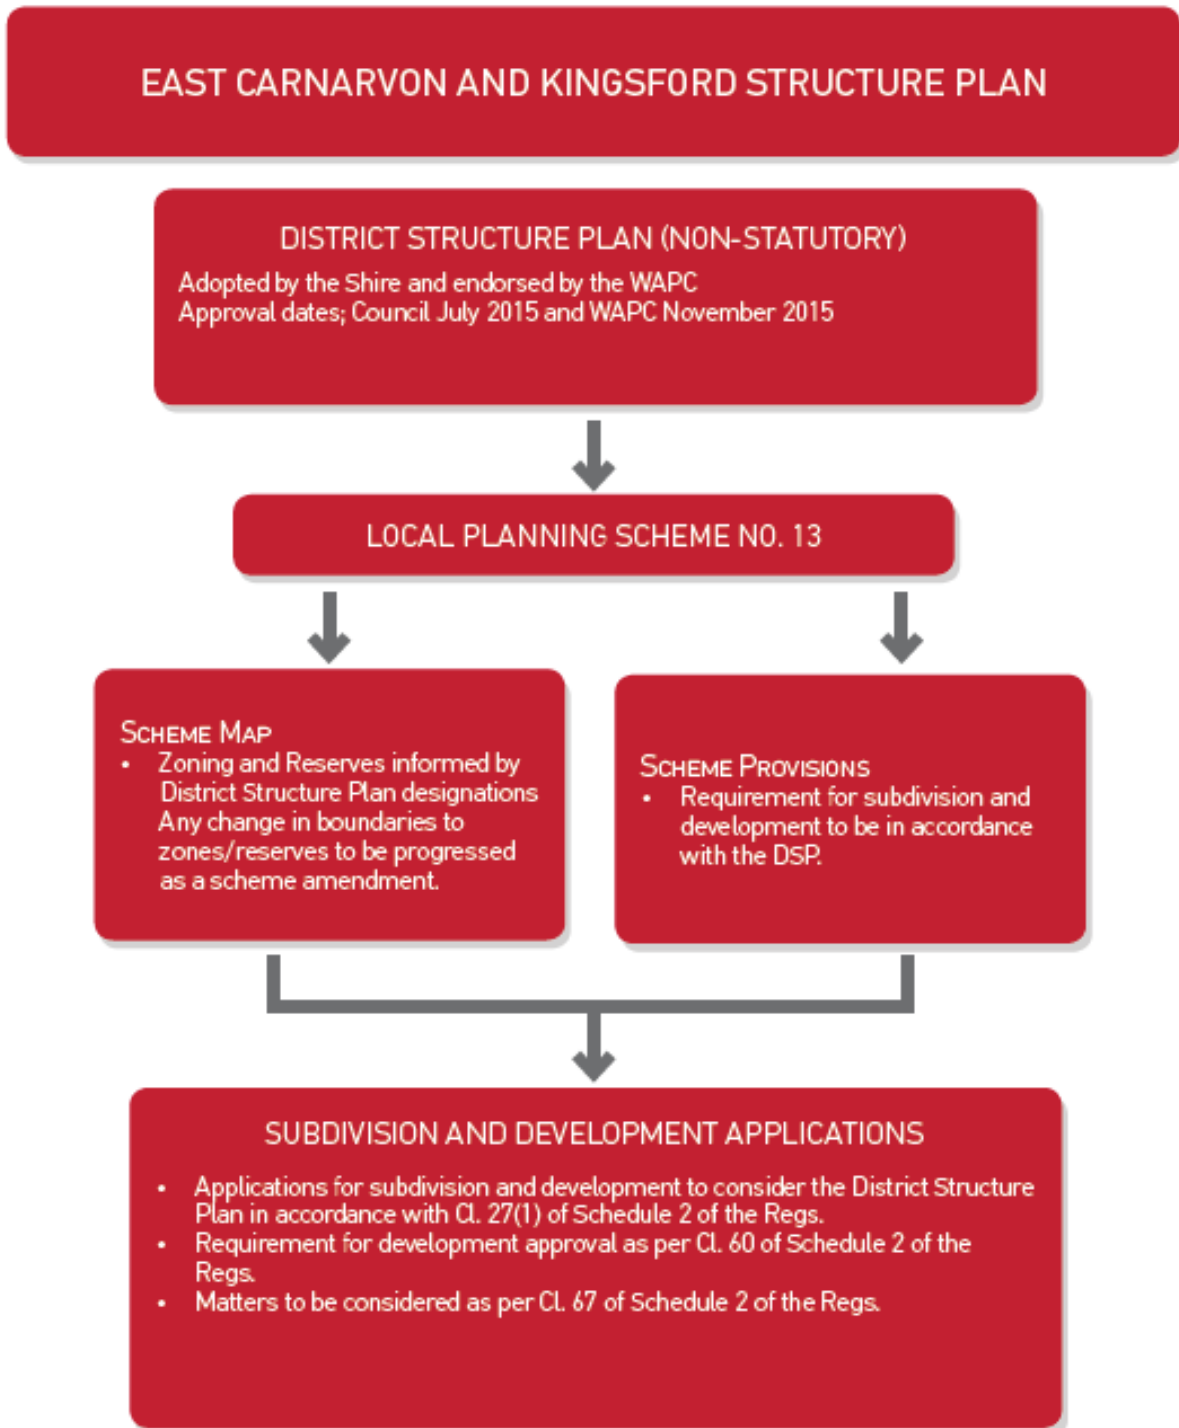 EAST CARNARVON AND KINGSFORD STRUCTURE PLAN
DISTRICT STRUCTURE PLAN (NON-STATUTORY)
Adopted by the Shire and endorsed by the WAPC
Approval dates; Council July 2015 and WAPC November 2015
LOCAL PLANNING SCHEME NO. 13
SCHEME MAP
• Zoning and Reserves informed by
District Structure Plan designations
Any change in boundaries to
zones/reserves to be progressed
as a scheme amendment.
SCHEME PROVISIONS
• Requirement for subdivision and
development to be in accordance
with the DSP.
SUBDIVISION AND DEVELOPMENT APPLICATIONS
• Applications for subdivision and development to consider the District Structure
Plan in accordance with Cl. 27(1) of Schedule 2 of the Regs.
• Requirement for development approval as per Cl. 60 of Schedule 2 of the
Regs.
• Matters to be considered as per Cl. 67 of Schedule 2 of the Regs.